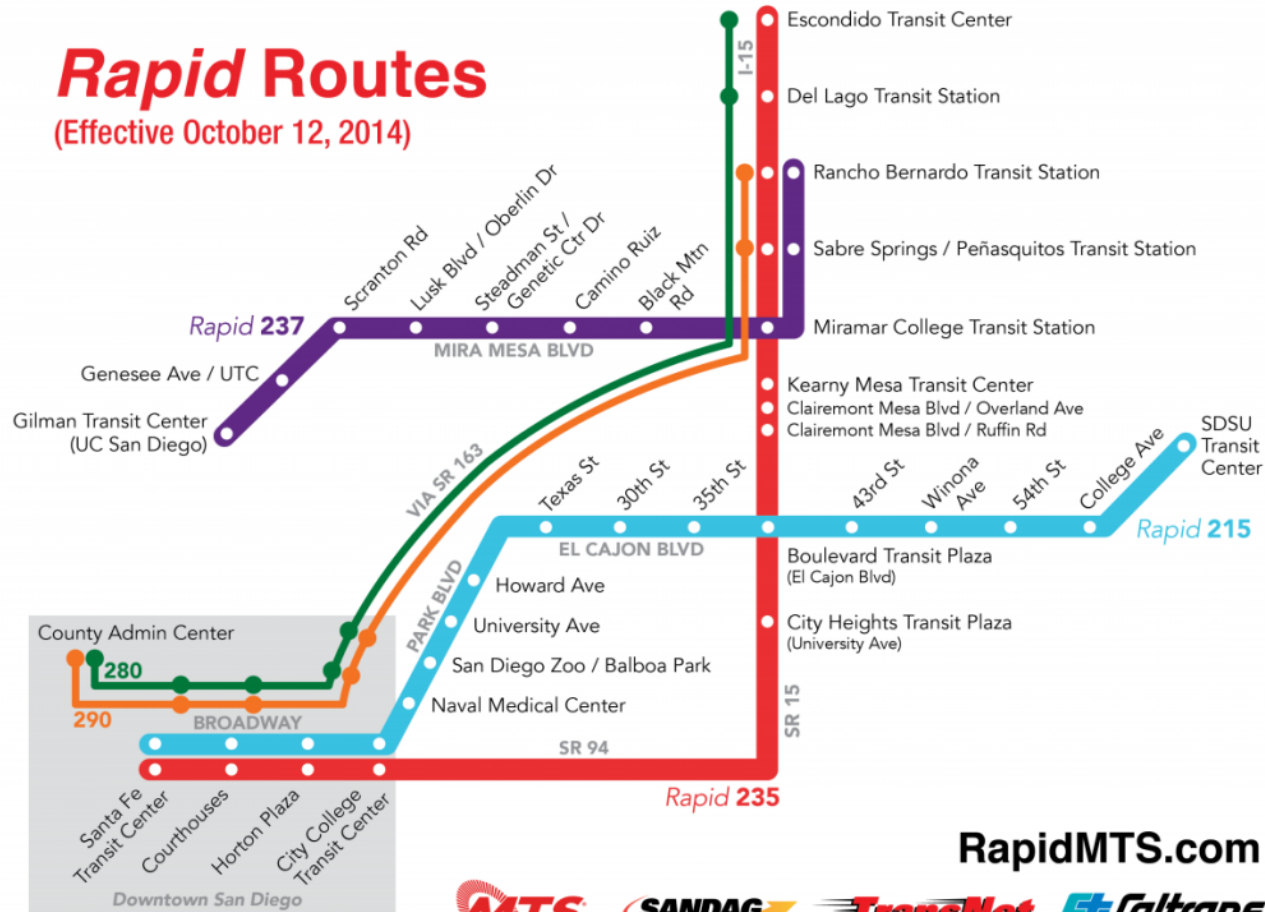 Rapid Routes
(Effective October 12, 2014)
I-15
Escondido Transit Center
Del Lago Transit Station
Rancho Bernardo Transit Station
Sabre Springs / Peñasquitos Transit Station
Miramar College Transit Station
Rapid 237
Scranton Rd
Lusk Blvd / Oberlin Dr
Steadman St /
Genetic Ctr Dr
Camino Ruiz
Black Mtn
Rd
MIRA MESA BLVD
Genesee Ave / UTC
Gilman Transit Center
(UC San Diego)
Kearny Mesa Transit Center
Clairemont Mesa Blvd / Overland Ave
Clairemont Mesa Blvd / Ruffin Rd
VIA SR 163
Texas St
30th St
35th St
43rd St
Winona
Ave
54th St
College Ave
SDSU
Transit
Center
Rapid 215
EL CAJON BLVD
Boulevard Transit Plaza
(El Cajon Blvd)
PARK BLVD
Howard Ave
University Ave
San Diego Zoo / Balboa Park
Naval Medical Center
City Heights Transit Plaza
(University Ave)
County Admin Center
280
290
BROADWAY
SR 94
SR 15
Rapid 235
Santa Fe
Transit Center
Courthouses
Horton Plaza
City College
Transit Center
Downtown San Diego
RapidMTS.com
MTS
SANDAG
TransNet
Caltrans